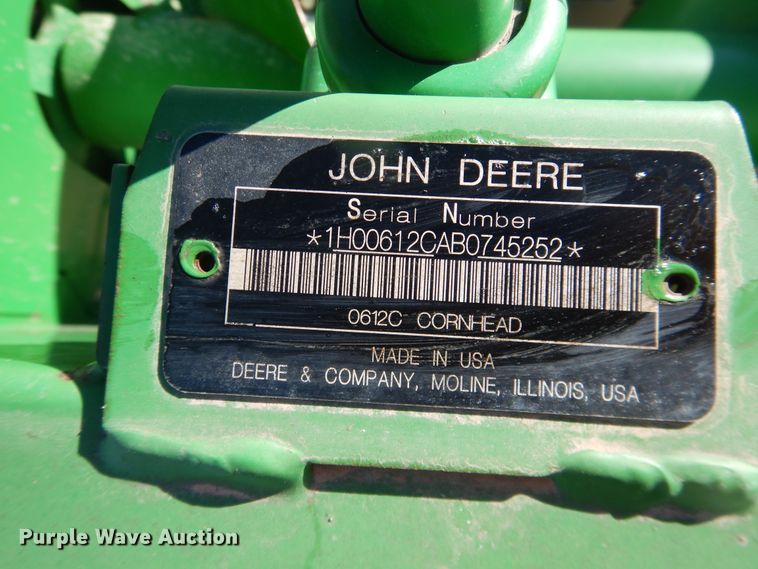 JOHN DEERE
Serial Number
*1H00612CAB0745252*
0612C CORNHEAD
MADE IN USA
DEERE & COMPANY, MOLINE, ILLINOIS, USA
Purple Wave Auction